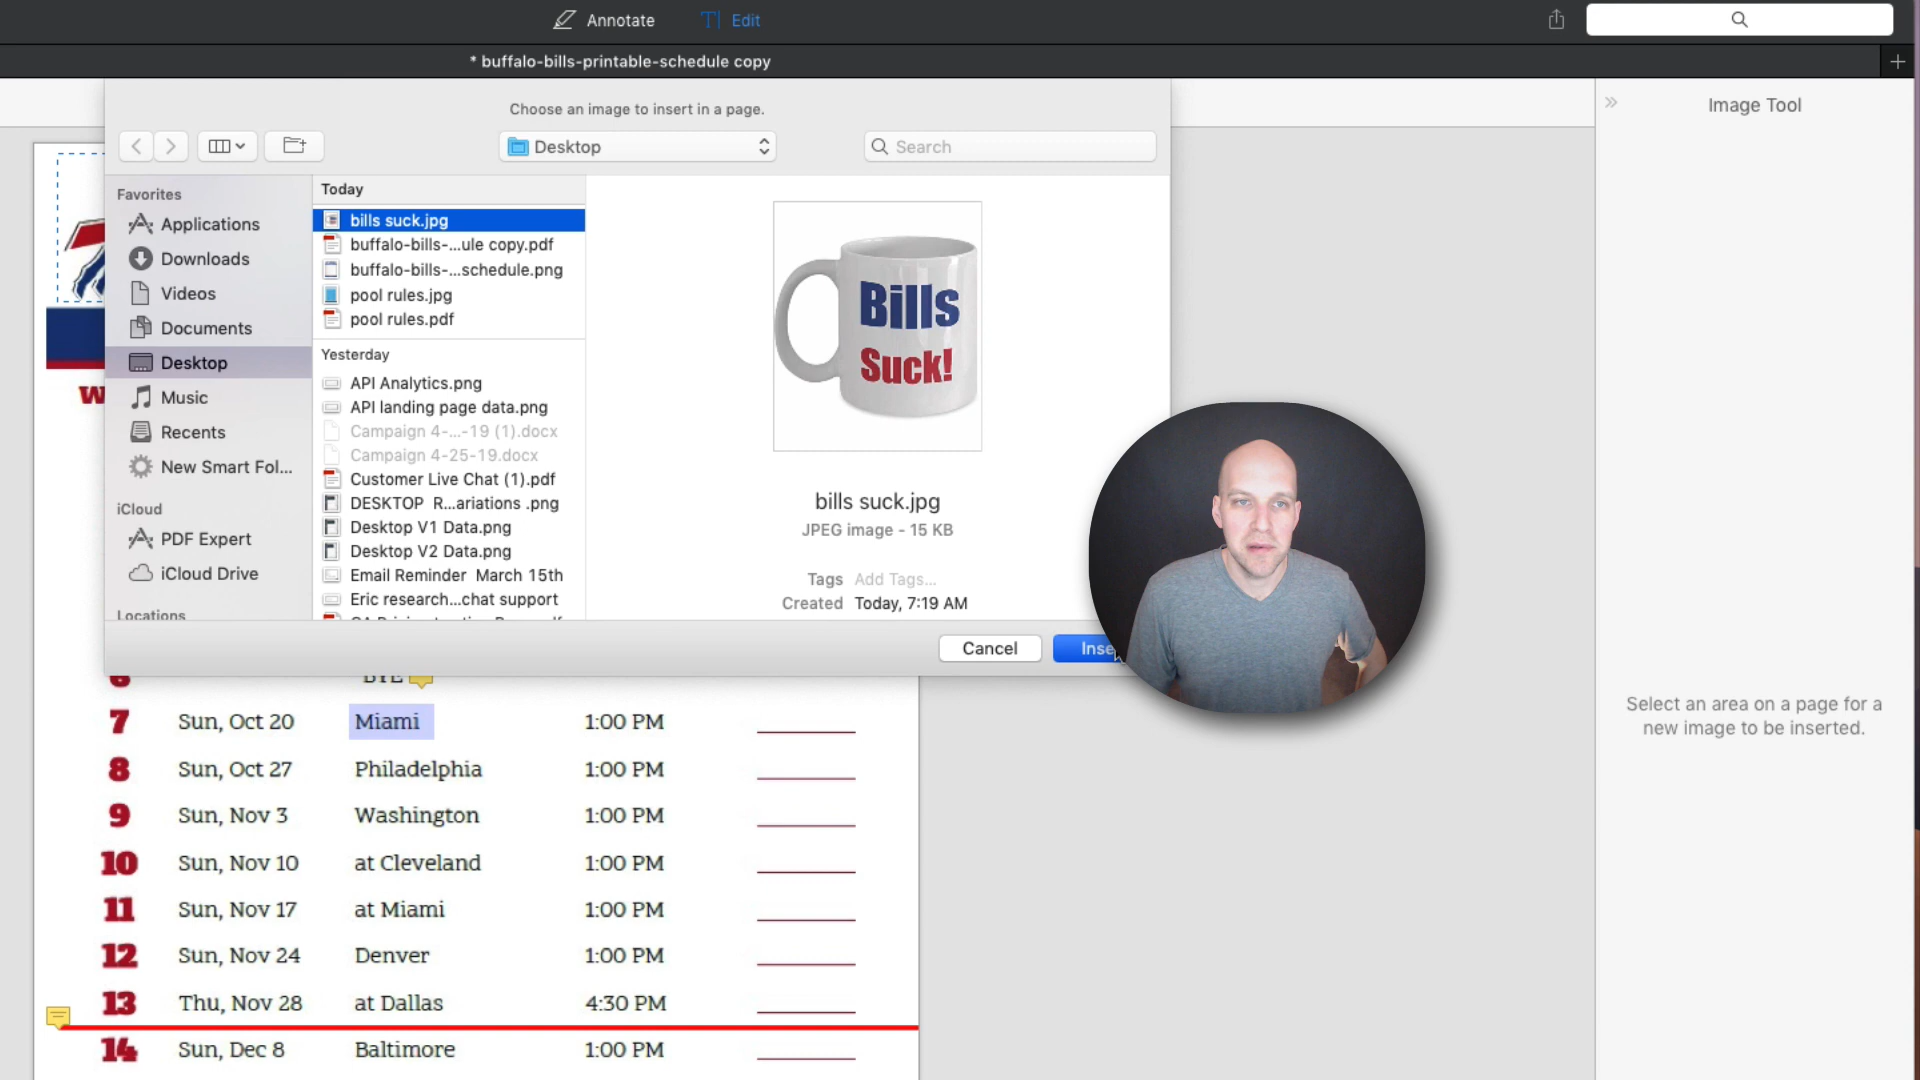 Annotate
Edit
* buffalo-bills-printable-schedule copy
Choose an image to insert in a page.
Image Tool
Desktop
Search
Favorites
Applications
Downloads
Videos
Documents
Desktop
Music
Recents
New Smart Fol...
iCloud
PDF Expert
iCloud Drive
Locations
Today
bills suck.jpg
buffalo-bills-...ule copy.pdf
buffalo-bills-...schedule.png
pool rules.jpg
pool rules.pdf
Yesterday
API Analytics.png
API landing page data.png
Campaign 4-...-19 (1).docx
Campaign 4-25-19.docx
Customer Live Chat (1).pdf
DESKTOP R...ariations .png
Desktop V1 Data.png
Desktop V2 Data.png
Email Reminder March 15th
Eric research...chat support
Bills
Suck!
bills suck.jpg
JPEG image - 15 KB
Tags Add Tags...
Created Today, 7:19 AM
Cancel
Inse
W
6 BYE
7 Sun, Oct 20 Miami 1:00 PM
8 Sun, Oct 27 Philadelphia 1:00 PM
9 Sun, Nov 3 Washington 1:00 PM
10 Sun, Nov 10 at Cleveland 1:00 PM
11 Sun, Nov 17 at Miami 1:00 PM
12 Sun, Nov 24 Denver 1:00 PM
13 Thu, Nov 28 at Dallas 4:30 PM
14 Sun, Dec 8 Baltimore 1:00 PM
Select an area on a page for a
new image to be inserted.